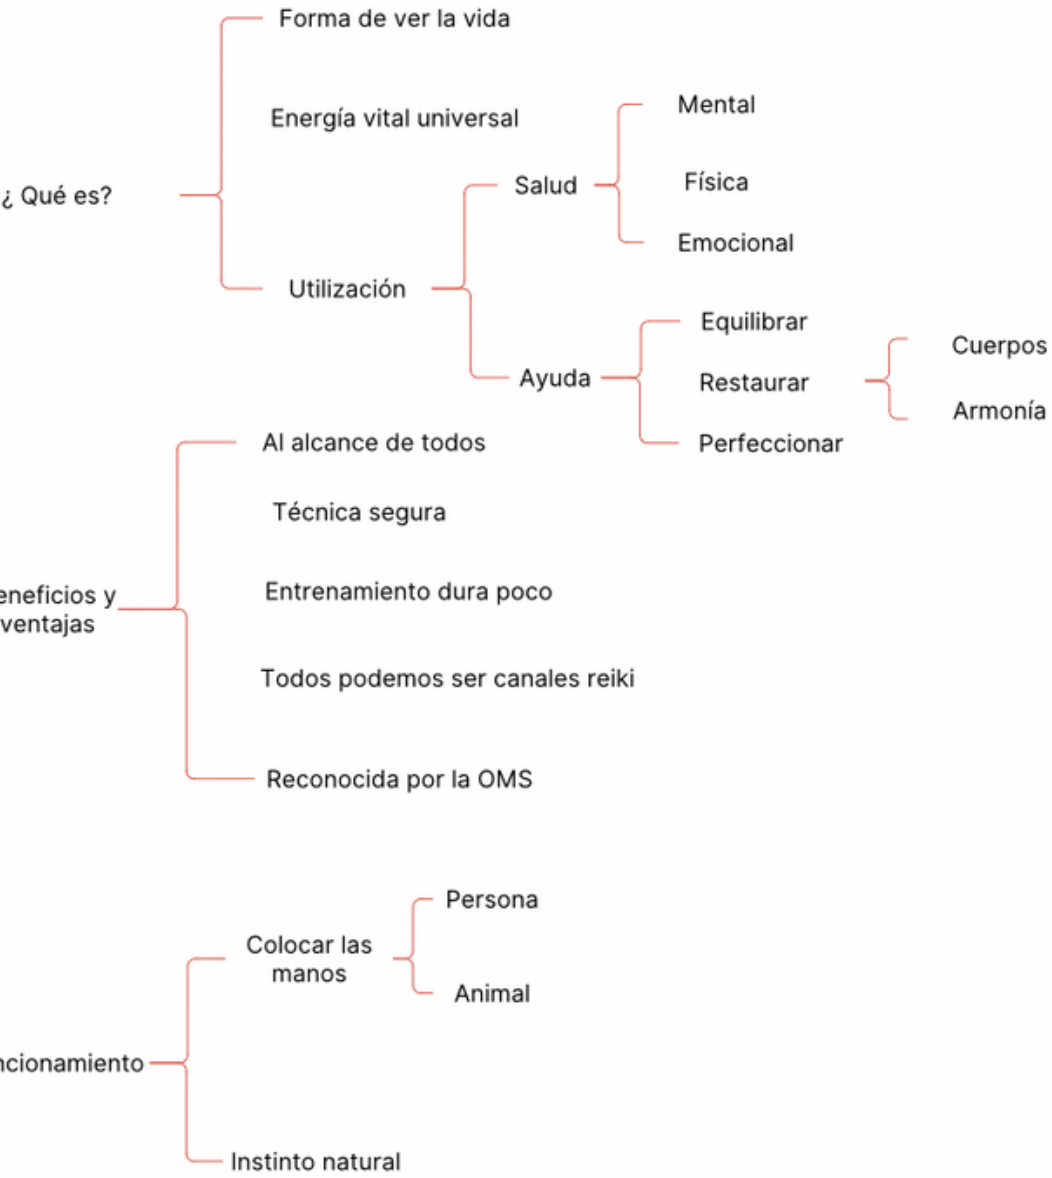 Forma de ver la vida
Energía vital universal
¿ Qué es?
Utilización
Salud
Mental
Física
Emocional
Ayuda
Equilibrar
Restaurar
Perfeccionar
Cuerpos
Armonía
eneficios y
ventajas
Al alcance de todos
Técnica segura
Entrenamiento dura poco
Todos podemos ser canales reiki
Reconocida por la OMS
ncionamiento
Colocar las
manos
Persona
Animal
Instinto natural